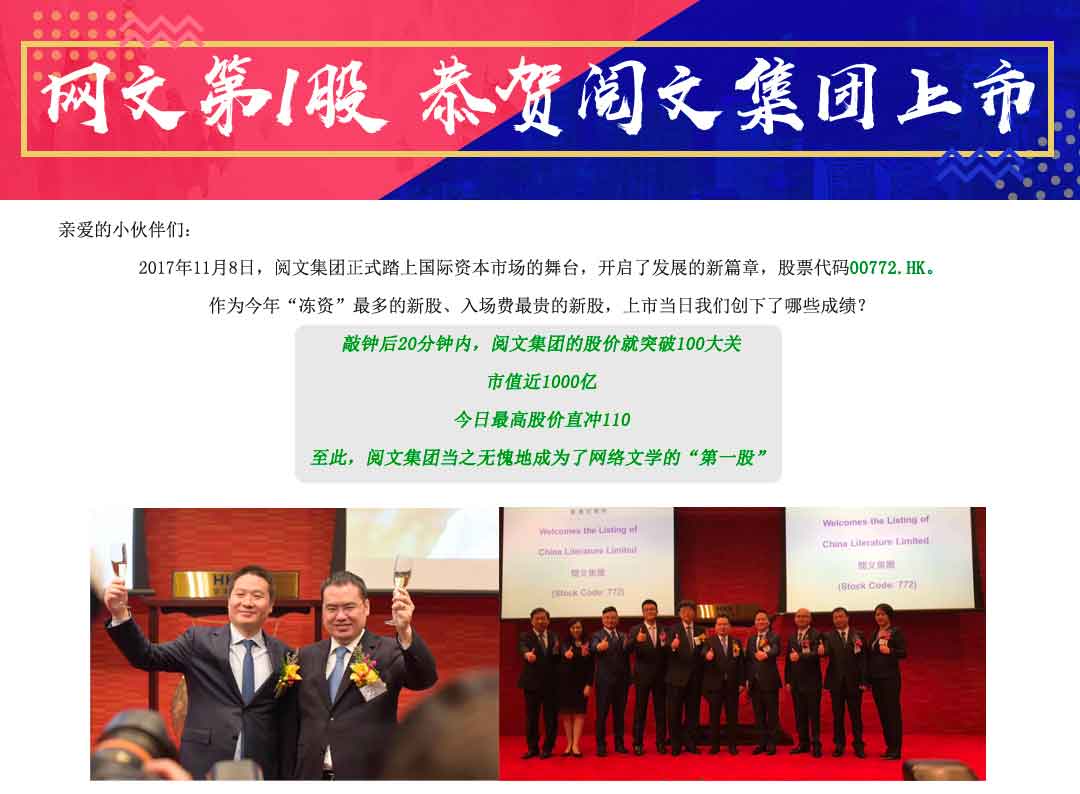 网文第1股 恭贺阅文集团上市
亲爱的小伙伴们：
2017年11月8日，阅文集团正式踏上国际资本市场的舞台，开启了发展的新篇章，股票代码00772.HK。
作为今年“冻资”最多的新股、入场费最贵的新股，上市当日我们创下了哪些成绩？
敲钟后20分钟内，阅文集团的股价就突破100大关
市值近1000亿
今日最高股价直冲110
至此，阅文集团当之无愧地成为了网络文学的“第一股”
Welcomes the Listing of
China Literature Limited
閱文集團
(Stock Code: 772)
Welcomes the Listing of
China Literature Limited
閱文集團
(Stock Code: 772)